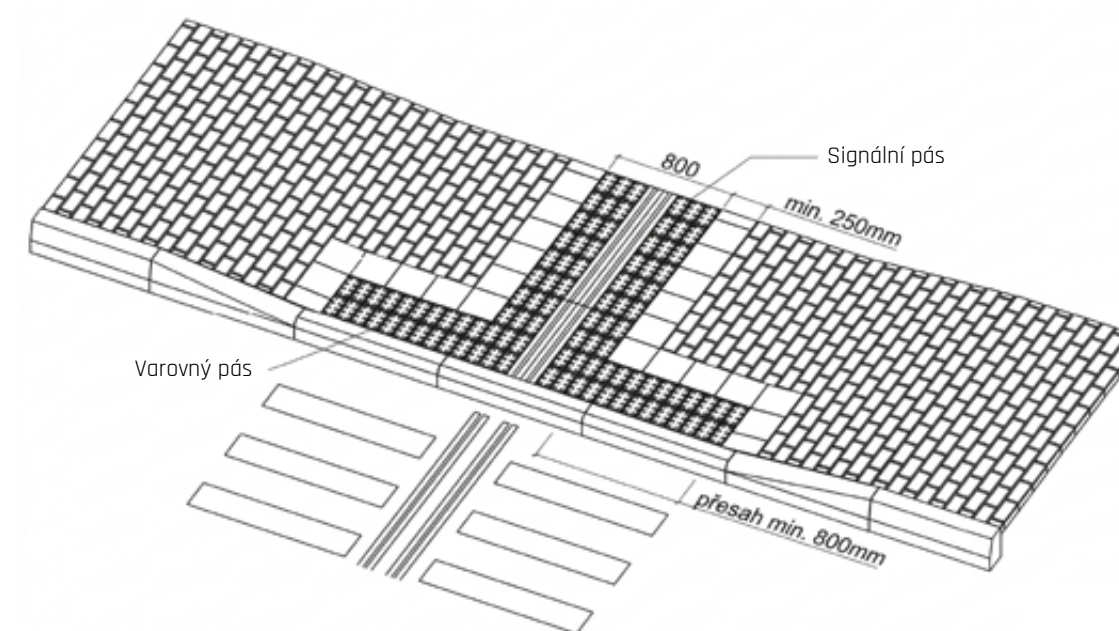 Signální pás
800
min. 250mm
Varovný pás
přesah min. 800mm